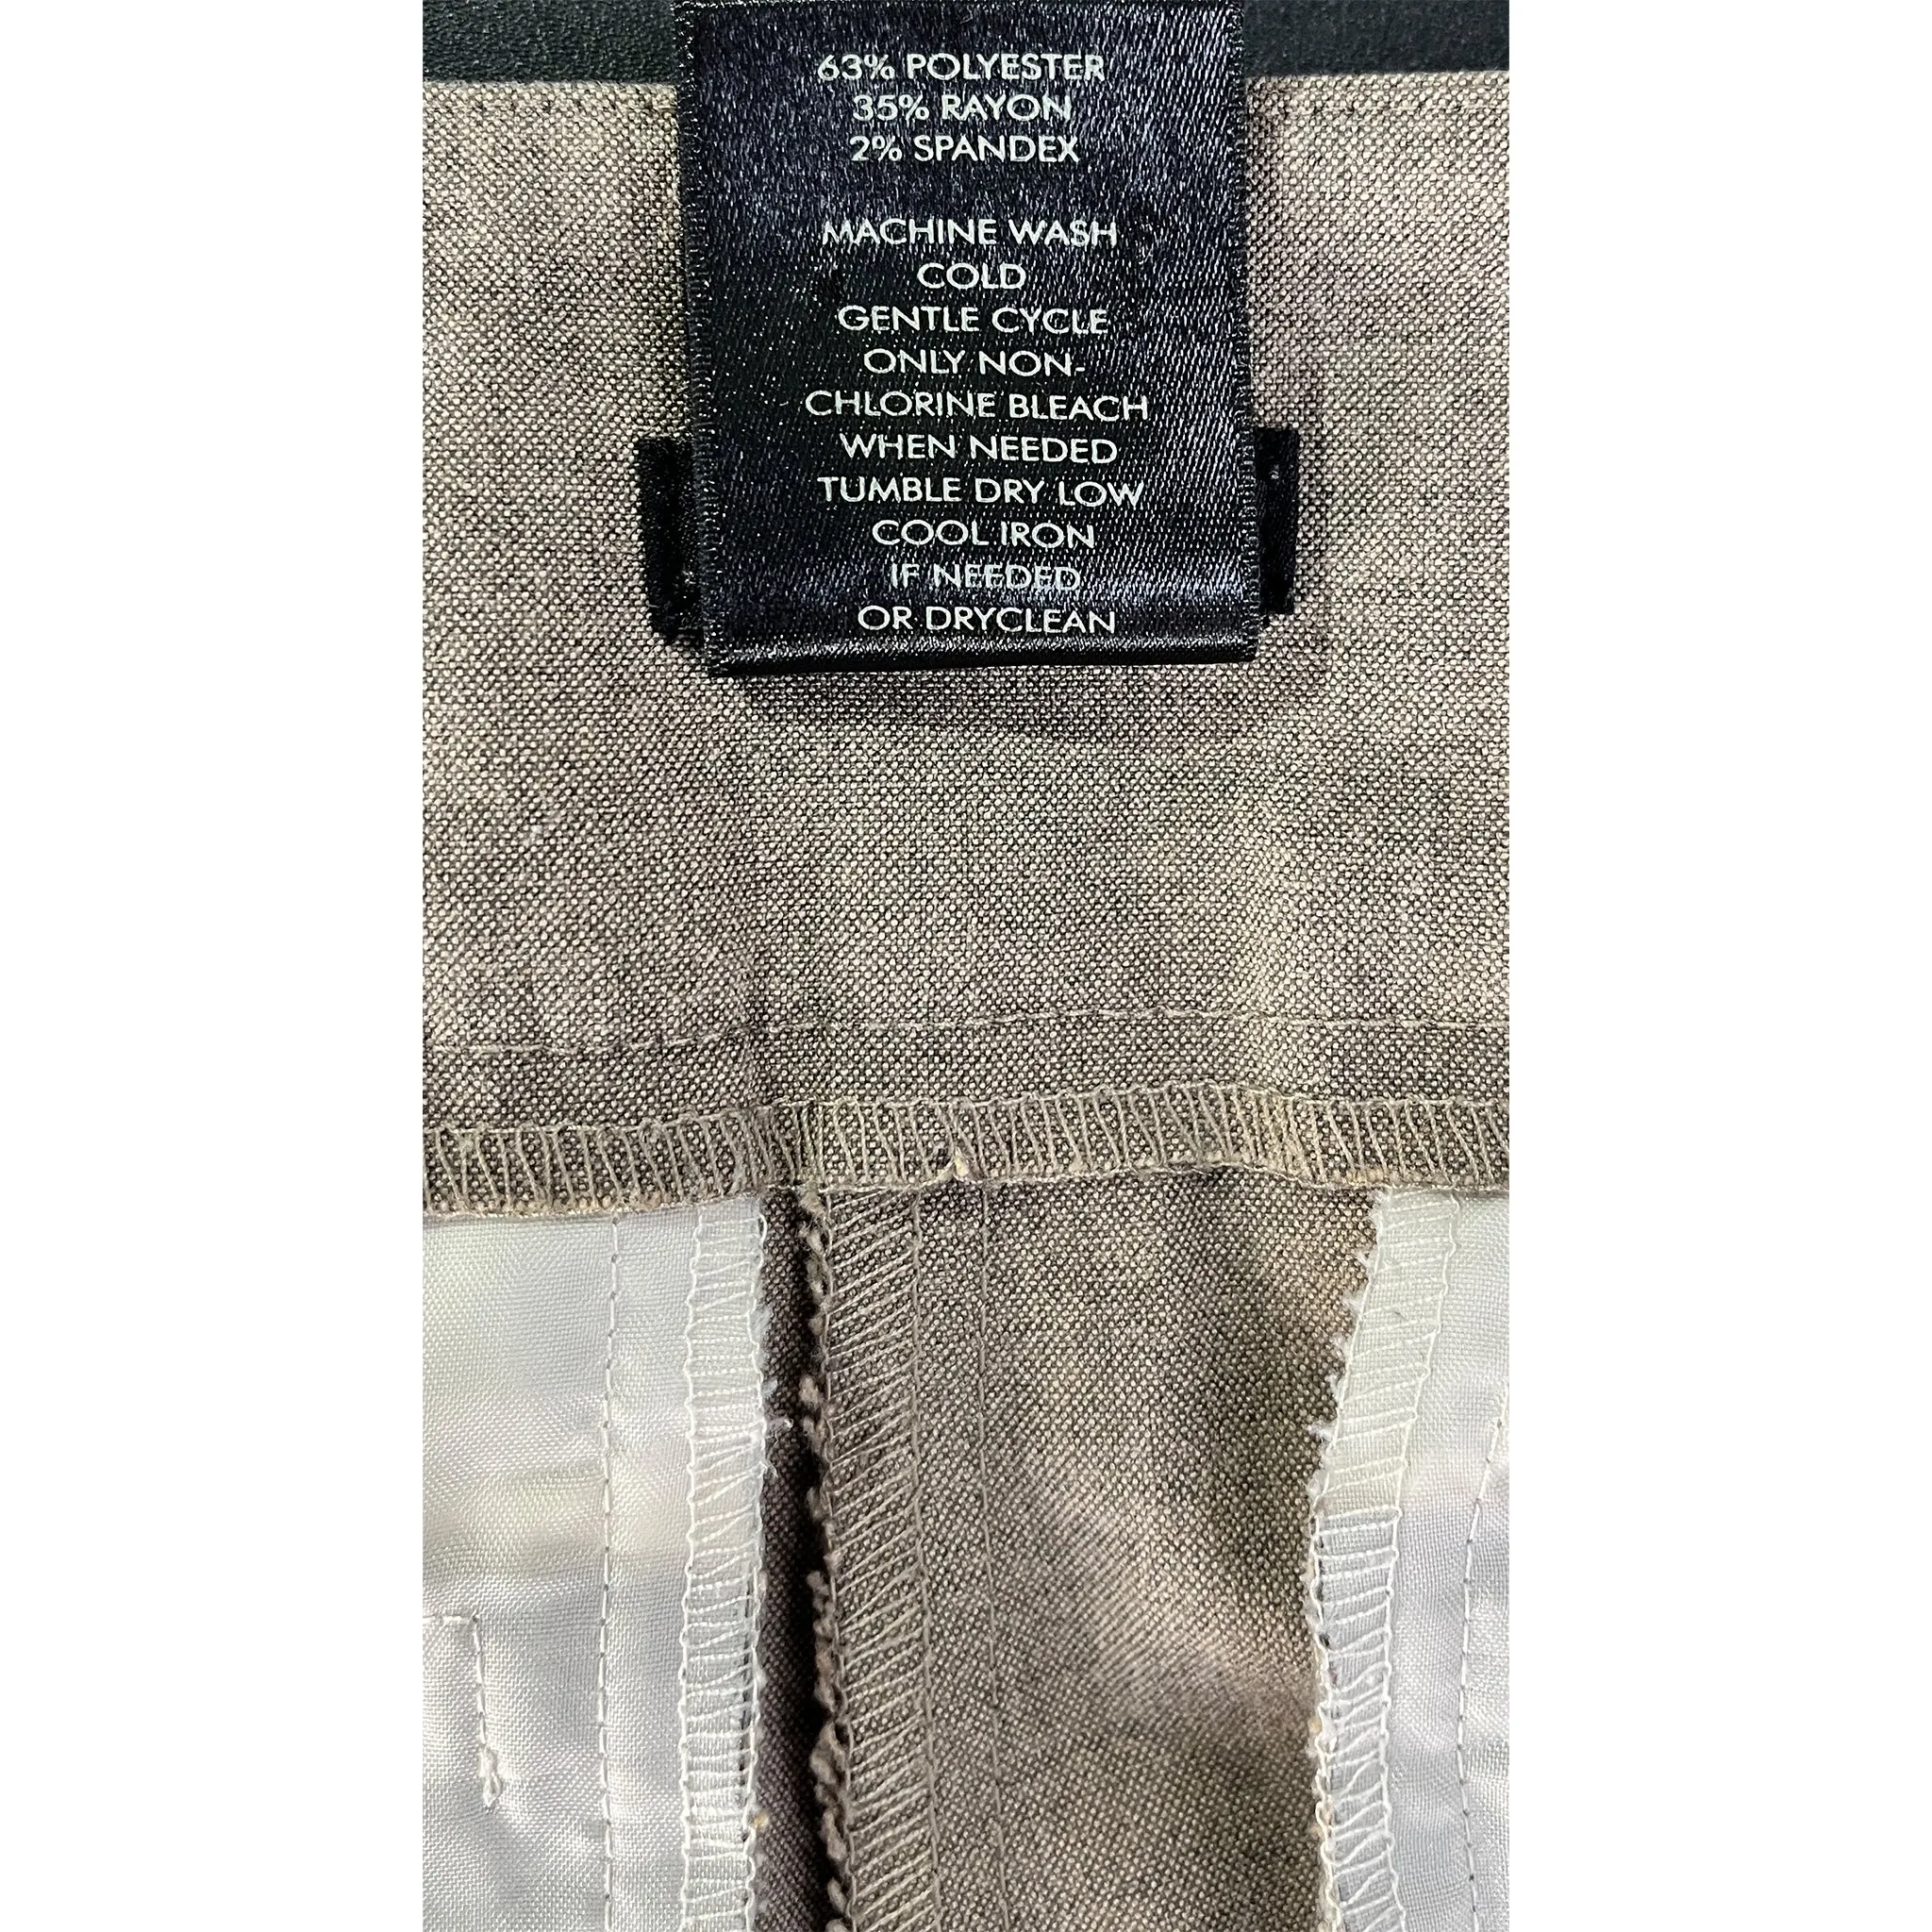 63% POLYESTER
35% RAYON
2% SPANDEX
MACHINE WASH
COLD
GENTLE CYCLE
ONLY NON-
CHLORINE BLEACH
WHEN NEEDED
TUMBLE DRY LOW
COOL IRON
IF NEEDED
OR DRYCLEAN